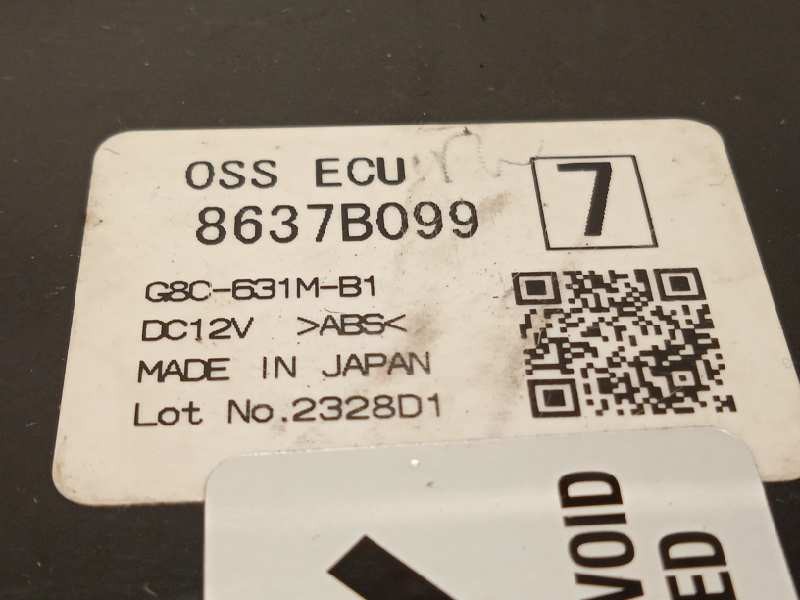 OSS ECU
8637B099
7
G8C-631M-B1
DC12V >ABS<
MADE IN JAPAN
Lot No.2328D1
VOID
ED